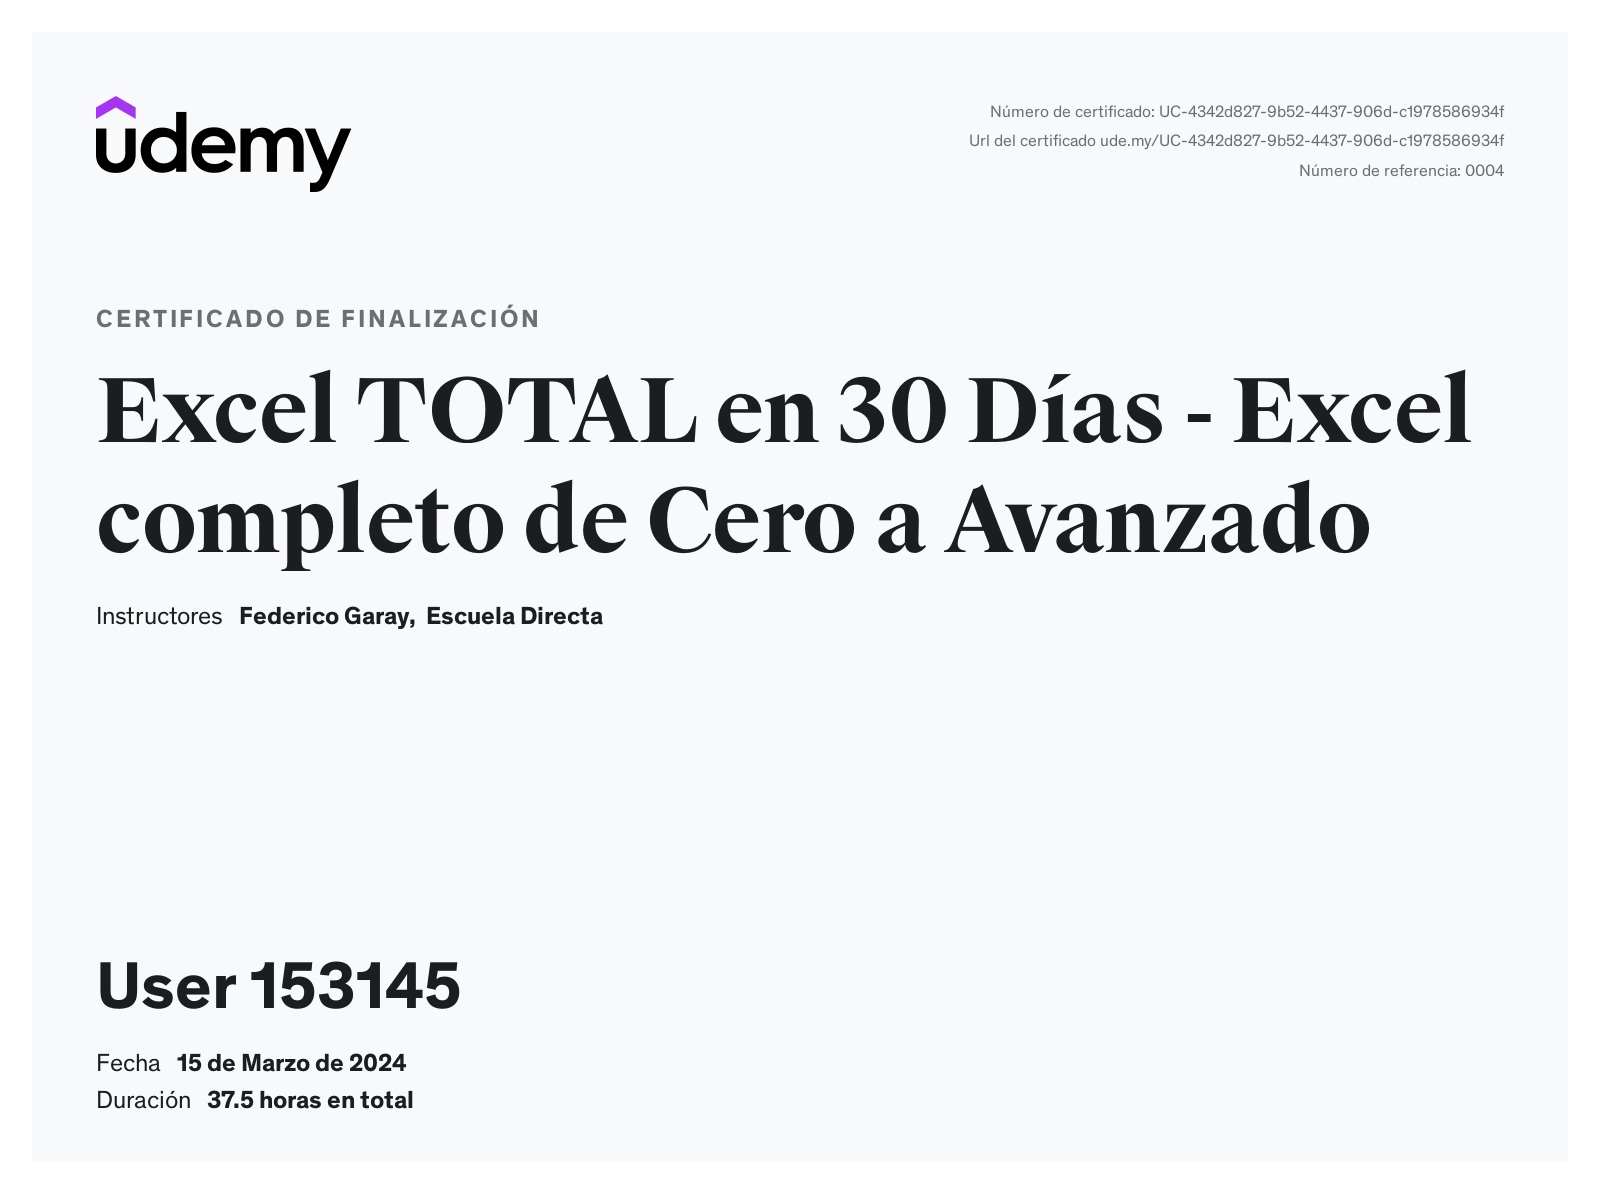 udemy
Número de certificado: UC-4342d827-9b52-4437-906d-c1978586934f
Url del certificado ude.my/UC-4342d827-9b52-4437-906d-c1978586934f
Número de referencia: 0004
CERTIFICADO DE FINALIZACIÓN
Excel TOTAL en 30 Días - Excel
completo de Cero a Avanzado
Instructores Federico Garay, Escuela Directa
User 153145
Fecha 15 de Marzo de 2024
Duración 37.5 horas en total